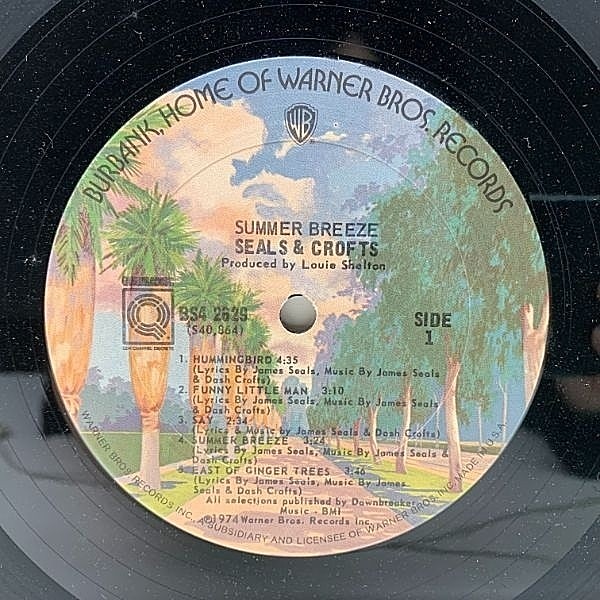 BURBANK, HOME OF WARNER BROS. RECORDS
WB
SUMMER BREEZE
SEALS & CROFTS
Produced by Louie Shelton
QUADRADISC
Q
CD-4 CHANNEL DISCRETE
BS4 2629
(S40,864)
SIDE
1
1. HUMMINGBIRD 4:35
(Lyrics By James Seals, Music By James Seals
& Dash Crofts)
2. FUNNY LITTLE MAN 3:10
(Lyrics By James Seals, Music By James Seals
& Dash Crofts)
3. SAY 2:34
(Lyrics & Music by James Seals & Dash Crofts)
4. SUMMER BREEZE 3:24
(Lyrics By James Seals, Music By James Seals & Dash
Crofts)
5. EAST OF GINGER TREES 3:46
(Lyrics By James Seals, Music By James
Seals & Dash Crofts)
All selections published by Dawnbreaker
Music - BMI
©1974 Warner Bros. Records Inc.
WARNER BROS. RECORDS INC., A SUBSIDIARY AND LICENSEE OF WARNER BROS. INC. MADE IN U.S.A.